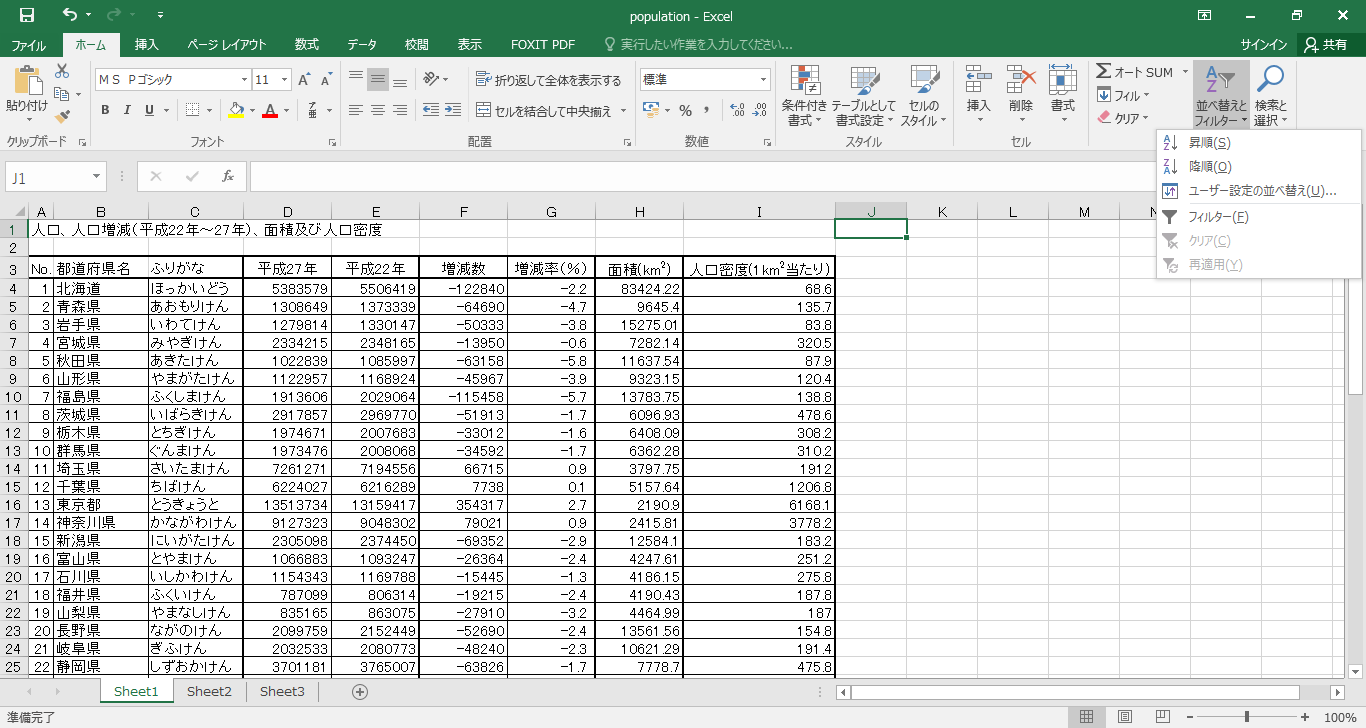 population - Excel
ファイル ホーム 挿入 ページ レイアウト 数式 データ 校閲 表示 FOXIT PDF 実行したい作業を入力してください... サインイン 共有
貼り付け
クリップボード
ＭＳ Ｐゴシック 11
B I U
フォント
折り返して全体を表示する
セルを結合して中央揃え
配置
標準
% ,
数値
条件付き書式 テーブルとして書式設定 セルのスタイル
スタイル
挿入 削除 書式
セル
Σ オート SUM
フィル
クリア
並べ替えとフィルター 検索と選択
昇順(S)
降順(O)
ユーザー設定の並べ替え(U)...
フィルター(F)
クリア(C)
再適用(Y)
J1 fx
A B C D E F G H I J K L M N
1 人口、人口増減(平成22年～27年)、面積及び人口密度
2
3 No. 都道府県名 ふりがな 平成27年 平成22年 増減数 増減率(%) 面積(km²) 人口密度(1km²当たり)
4 1 北海道 ほっかいどう 5383579 5506419 -122840 -2.2 83424.22 68.6
5 2 青森県 あおもりけん 1308649 1373339 -64690 -4.7 9645.4 135.7
6 3 岩手県 いわてけん 1279814 1330147 -50333 -3.8 15275.01 83.8
7 4 宮城県 みやぎけん 2334215 2348165 -13950 -0.6 7282.14 320.5
8 5 秋田県 あきたけん 1022839 1085997 -63158 -5.8 11637.54 87.9
9 6 山形県 やまがたけん 1122957 1168924 -45967 -3.9 9323.15 120.4
10 7 福島県 ふくしまけん 1913606 2029064 -115458 -5.7 13783.75 138.8
11 8 茨城県 いばらぎけん 2917857 2969770 -51913 -1.7 6096.93 478.6
12 9 栃木県 とちぎけん 1974671 2007683 -33012 -1.6 6408.09 308.2
13 10 群馬県 ぐんまけん 1973476 2008068 -34592 -1.7 6362.28 310.2
14 11 埼玉県 さいたまけん 7261271 7194556 66715 0.9 3797.75 1912
15 12 千葉県 ちばけん 6224027 6216289 7738 0.1 5157.64 1206.8
16 13 東京都 とうきょうと 13513734 13159417 354317 2.7 2190.9 6168.1
17 14 神奈川県 かながわけん 9127323 9048302 79021 0.9 2415.81 3778.2
18 15 新潟県 にいがたけん 2305098 2374450 -69352 -2.9 12584.1 183.2
19 16 富山県 とやまけん 1066883 1093247 -26364 -2.4 4247.61 251.2
20 17 石川県 いしかわけん 1154343 1169788 -15445 -1.3 4186.15 275.8
21 18 福井県 ふくいけん 787099 806314 -19215 -2.4 4190.43 187.8
22 19 山梨県 やまなしけん 835165 863075 -27910 -3.2 4464.99 187
23 20 長野県 ながのけん 2099759 2152449 -52690 -2.4 13561.56 154.8
24 21 岐阜県 ぎふけん 2032533 2080773 -48240 -2.3 10621.29 191.4
25 22 静岡県 しずおかけん 3701181 3765007 -63826 -1.7 7778.7 475.8
Sheet1 Sheet2 Sheet3
準備完了 100%